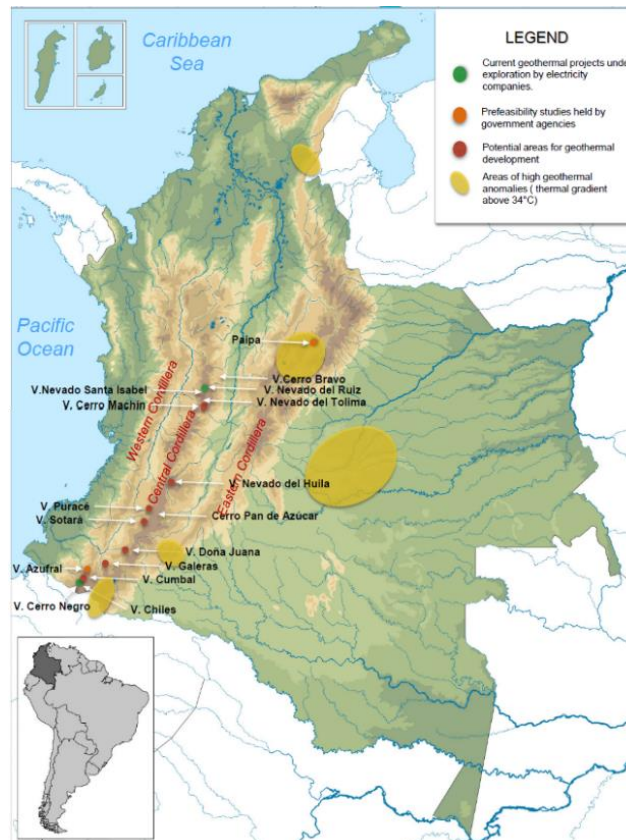 Caribbean
Sea
LEGEND
Current geothermal projects unde
exploration by electricity
companies.
Prefeasibility studies held by
government agencies
Potential areas for geothermal
development
Areas of high geothermal
anomalies ( thermal gradient
above 34°C)
Pacific
Ocean
Western Cordillera
Central Cordillera
Eastern Cordillera
Paipa
V.Cerro Bravo
V.Nevado Santa Isabel
V. Nevado del Ruiz
V. Cerro Machín
V. Nevado del Tolima
V. Nevado del Huila
V. Puracé
V. Sotará
Cerro Pan de Azúcar
V. Doña Juana
V. Azufral
V. Galeras
V. Cumbal
V. Cerro Negro
V. Chiles